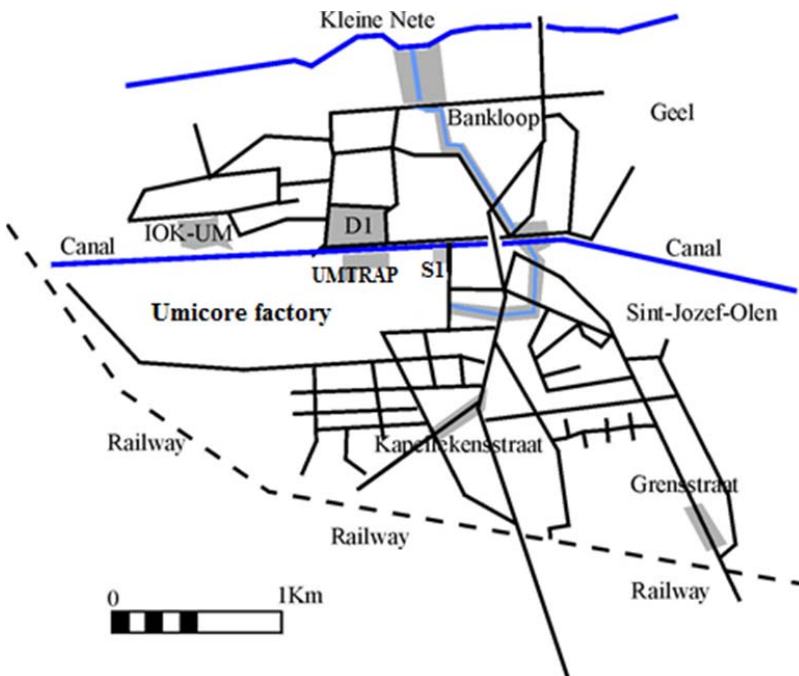 Kleine Nete
Bankloop
Geel
IOK-UM
D1
Canal
Canal
UMTRAP
S1
Umicore factory
Sint-Jozef-Olen
Railway
Kapellekensstraat
Grensstraat
Railway
Railway
0
1Km